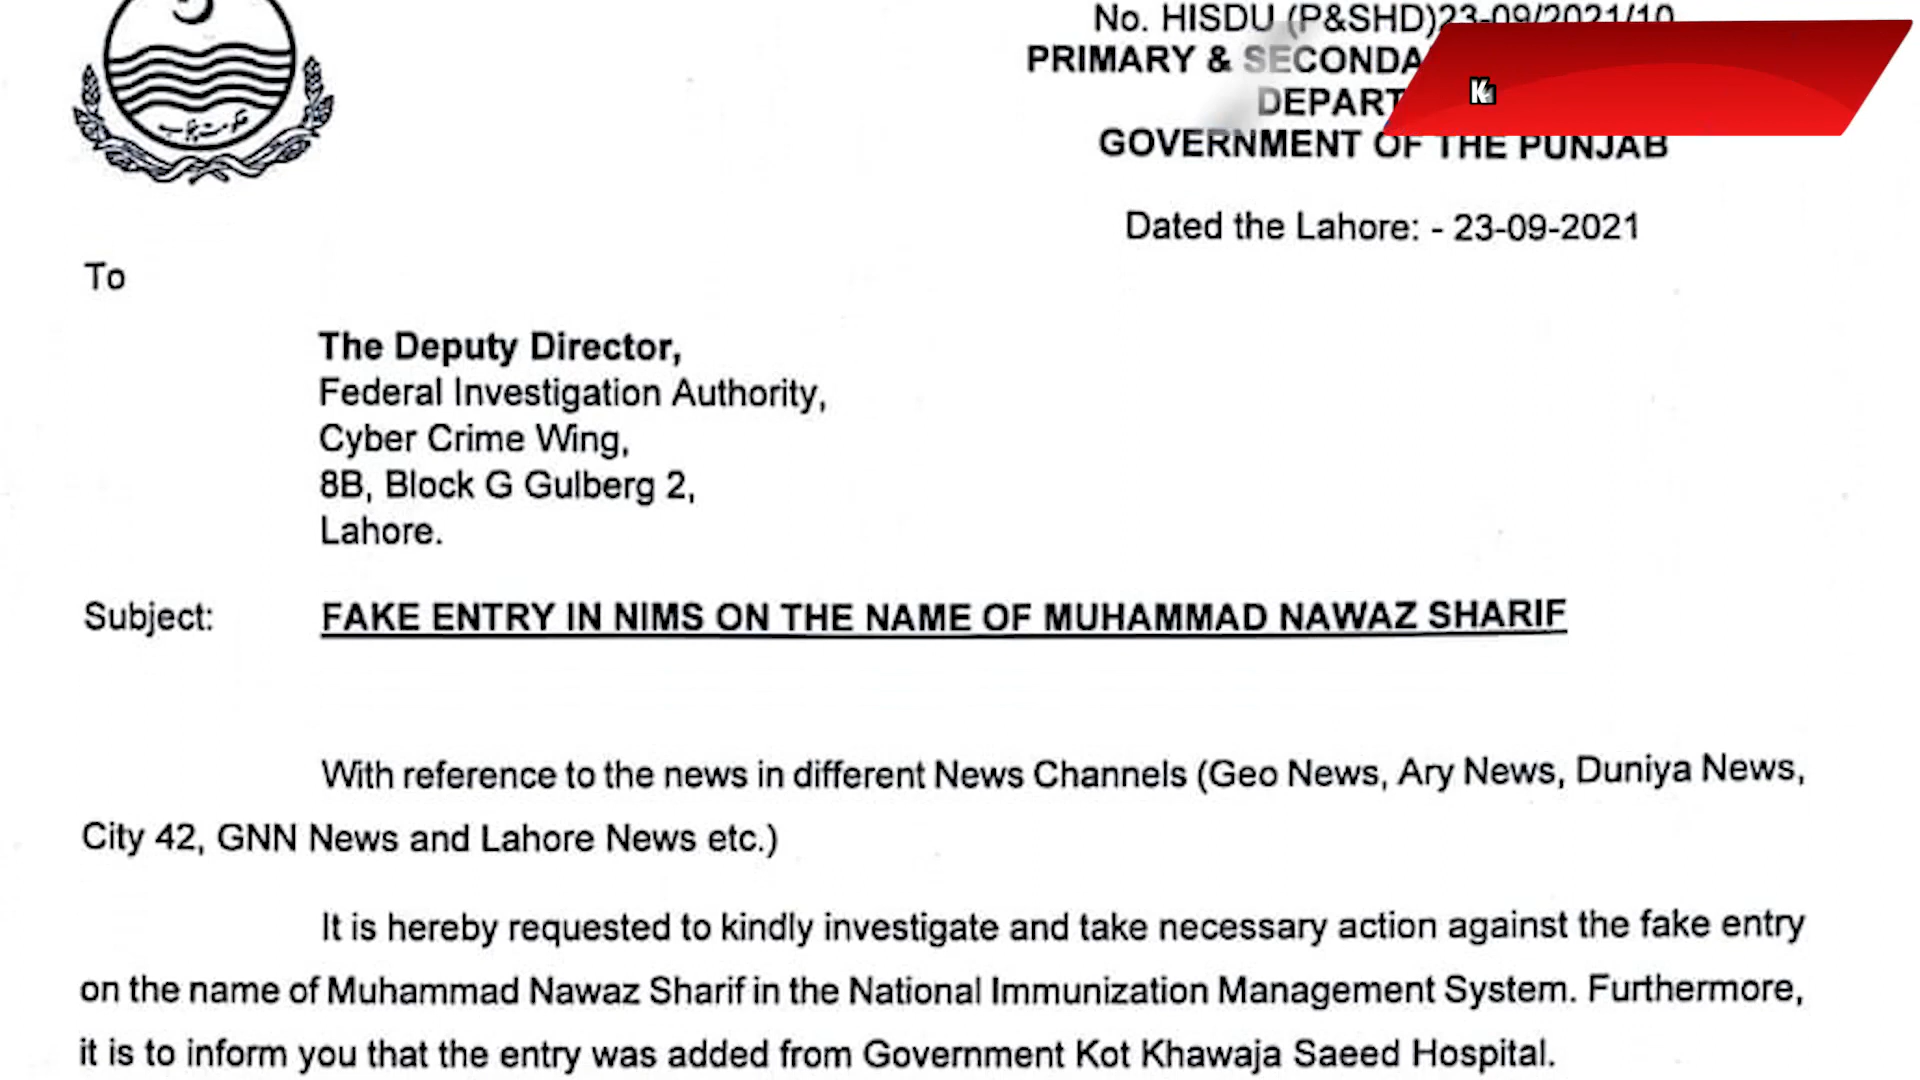 حکومت پنجاب
No. HISDU (P&SHD)23-09/2021/10
PRIMARY & SECONDA
DEPART
GOVERNMENT OF THE PUNJAB
Dated the Lahore: - 23-09-2021
To
The Deputy Director,
Federal Investigation Authority,
Cyber Crime Wing,
8B, Block G Gulberg 2,
Lahore.
Subject: FAKE ENTRY IN NIMS ON THE NAME OF MUHAMMAD NAWAZ SHARIF
With reference to the news in different News Channels (Geo News, Ary News, Duniya News,
City 42, GNN News and Lahore News etc.)
It is hereby requested to kindly investigate and take necessary action against the fake entry
on the name of Muhammad Nawaz Sharif in the National Immunization Management System. Furthermore,
it is to inform you that the entry was added from Government Kot Khawaja Saeed Hospital.